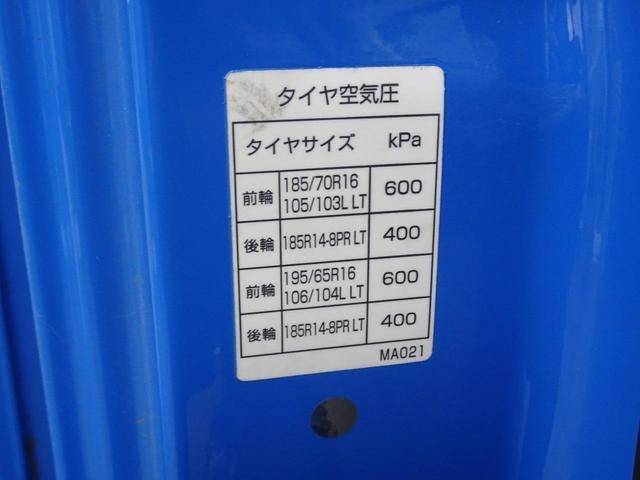 タイヤ空気圧
タイヤサイズ kPa
前輪 185/70R16 105/103L LT 600
後輪 185R14-8PR LT 400
前輪 195/65R16 106/104L LT 600
後輪 185R14-8PR LT 400
MA021